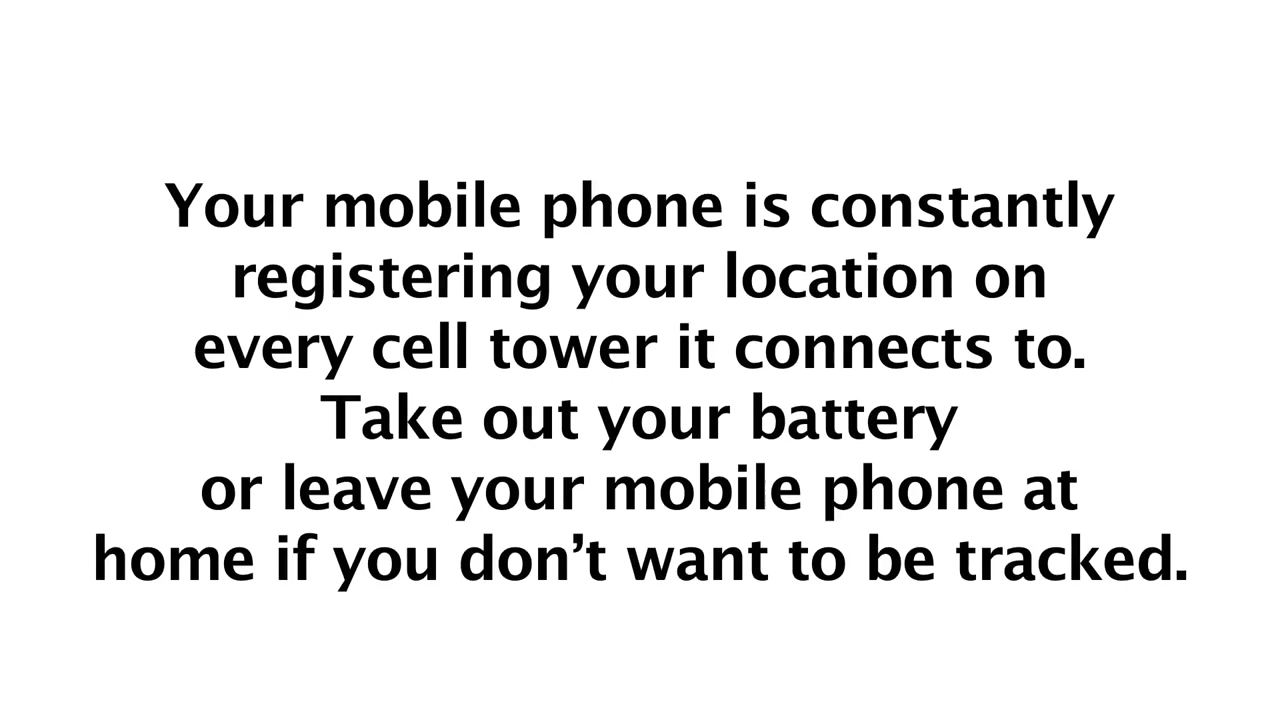 Your mobile phone is constantly
registering your location on
every cell tower it connects to.
Take out your battery
or leave your mobile phone at
home if you don’t want to be tracked.